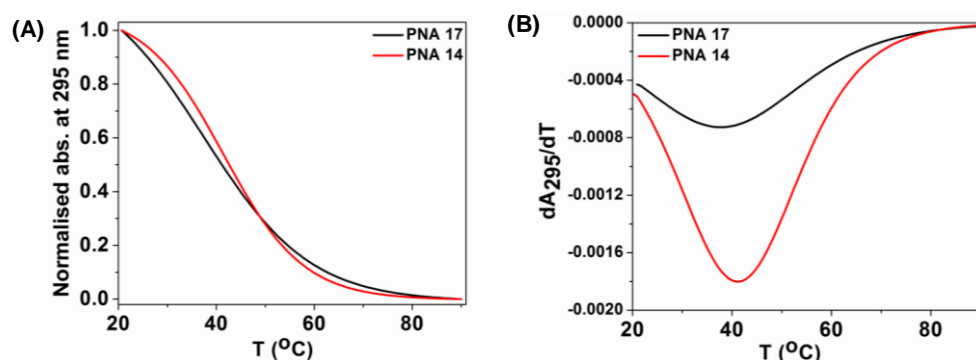 (A)
Normalised abs. at 295 nm
1.0
0.8
0.6
0.4
0.2
0.0
PNA 17
PNA 14
20
40
60
80
T (°C)
(B)
dA295/dT
0.0000
-0.0004
-0.0008
-0.0012
-0.0016
-0.0020
PNA 17
PNA 14
20
40
60
80
T (°C)